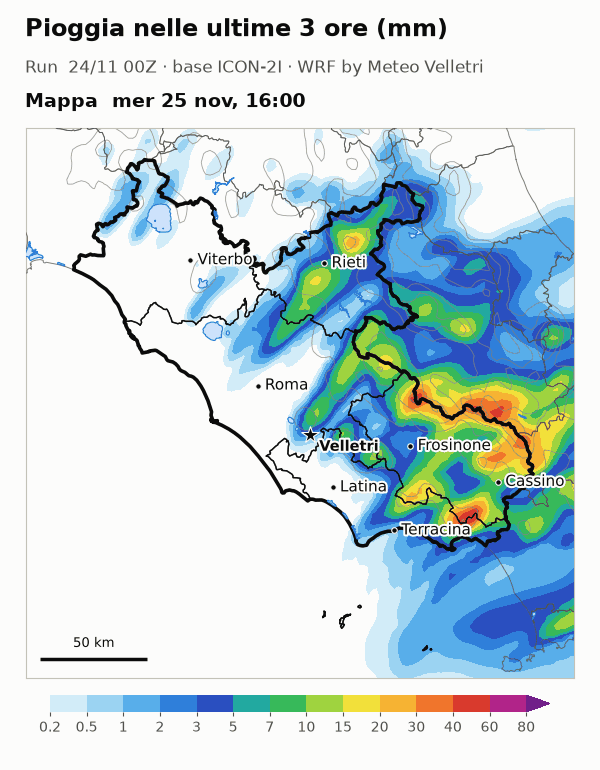 Pioggia nelle ultime 3 ore (mm)
Run  24/11 00Z · base ICON-2I · WRF by Meteo Velletri
Mappa  mer 25 nov, 16:00
Viterbo
Rieti
Roma
Velletri
Frosinone
Latina
Cassino
Terracina
50 km
0.2 0.5 1 2 3 5 7 10 15 20 30 40 60 80